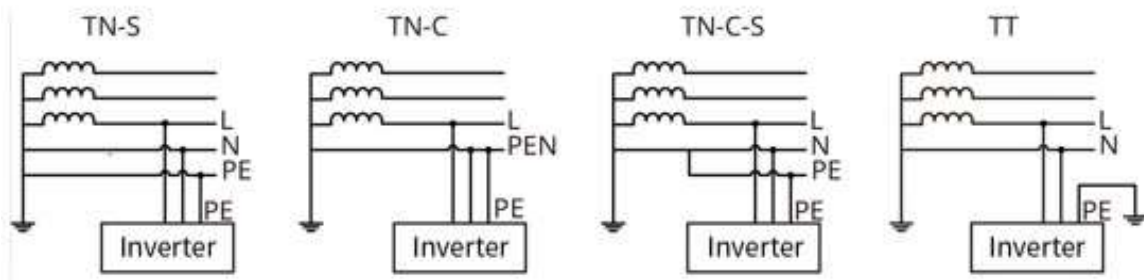 TN-S TN-C TN-C-S TT
L L L
N PEN N N
PE PE
PE PE PE PE
Inverter Inverter Inverter Inverter
L